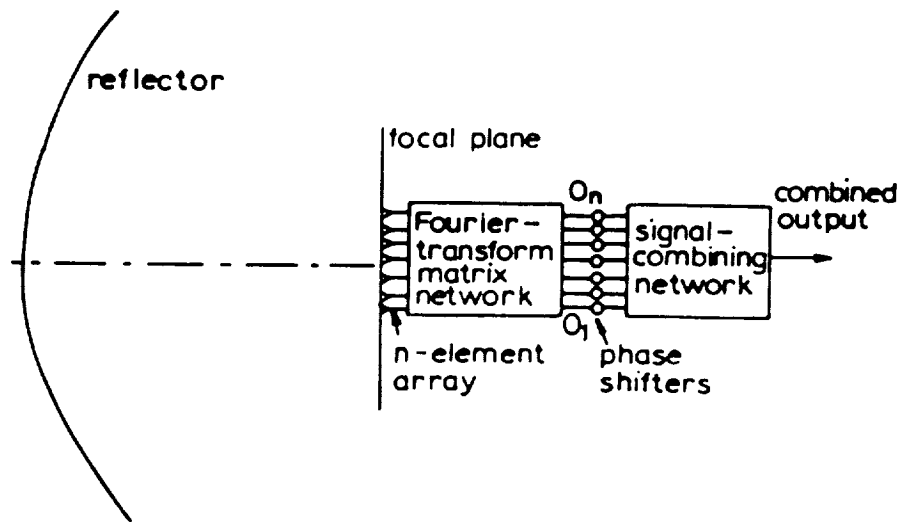 reflector
focal plane
On
combined
output
Fourier-
transform
matrix
network
signal-
combining
network
O1
n-element
array
phase
shifters